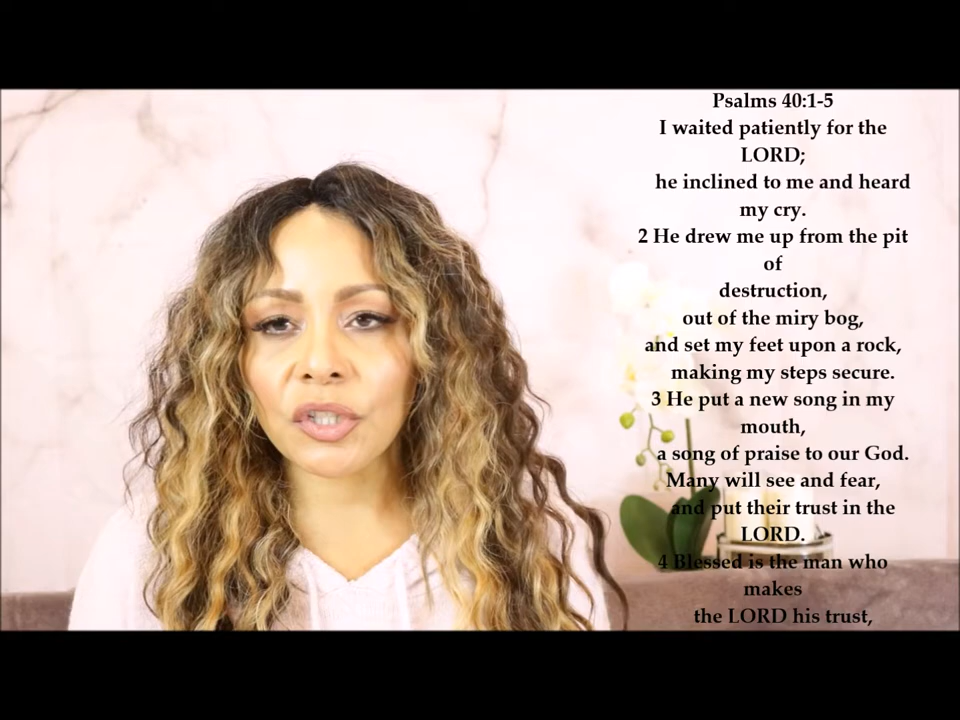 Psalms 40:1-5
I waited patiently for the
LORD;
he inclined to me and heard
my cry.
2 He drew me up from the pit
of
destruction,
out of the miry bog,
and set my feet upon a rock,
making my steps secure.
3 He put a new song in my
mouth,
a song of praise to our God.
Many will see and fear,
and put their trust in the
LORD.
4 Blessed is the man who
makes
the LORD his trust,